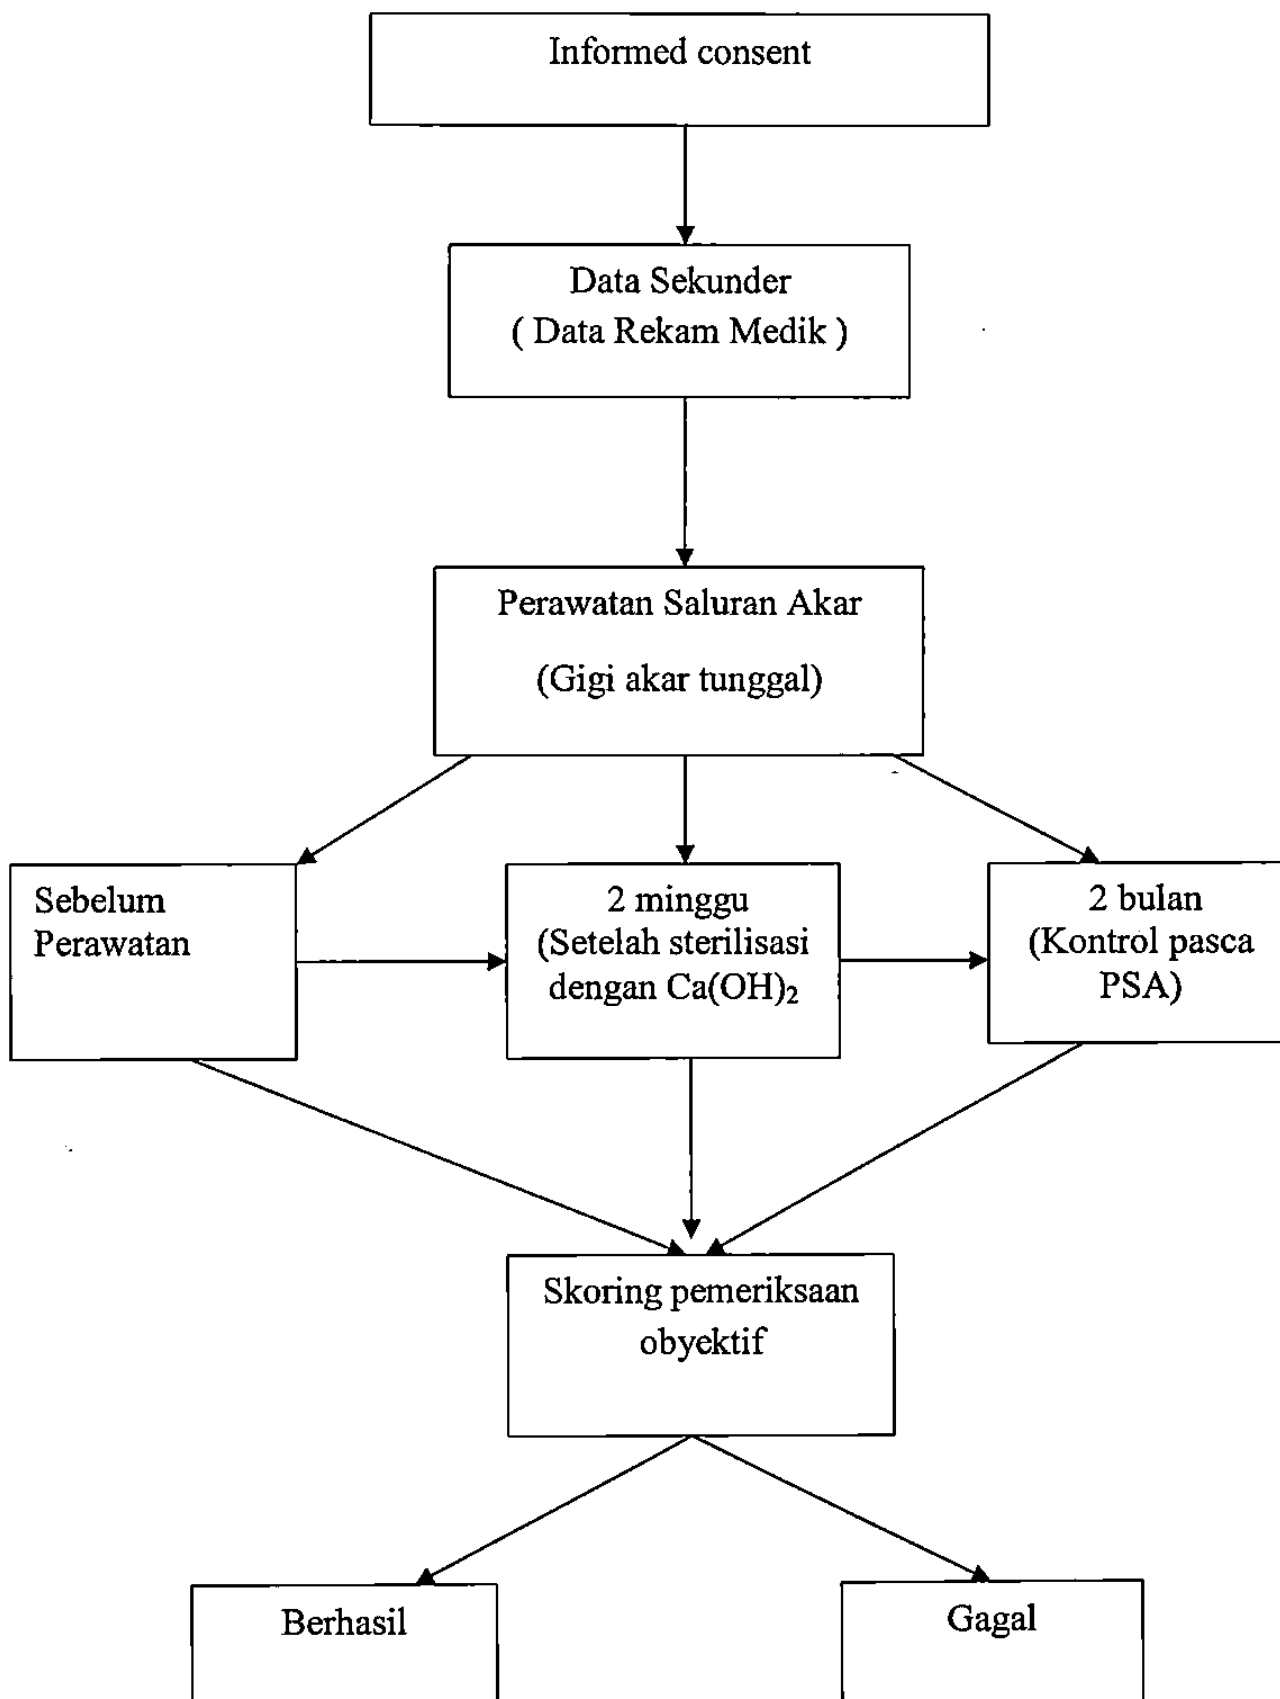 Informed consent
Data Sekunder
( Data Rekam Medik )
Perawatan Saluran Akar
(Gigi akar tunggal)
Sebelum
Perawatan
2 minggu
(Setelah sterilisasi
dengan Ca(OH)₂
2 bulan
(Kontrol pasca
PSA)
Skoring pemeriksaan
obyektif
Berhasil
Gagal